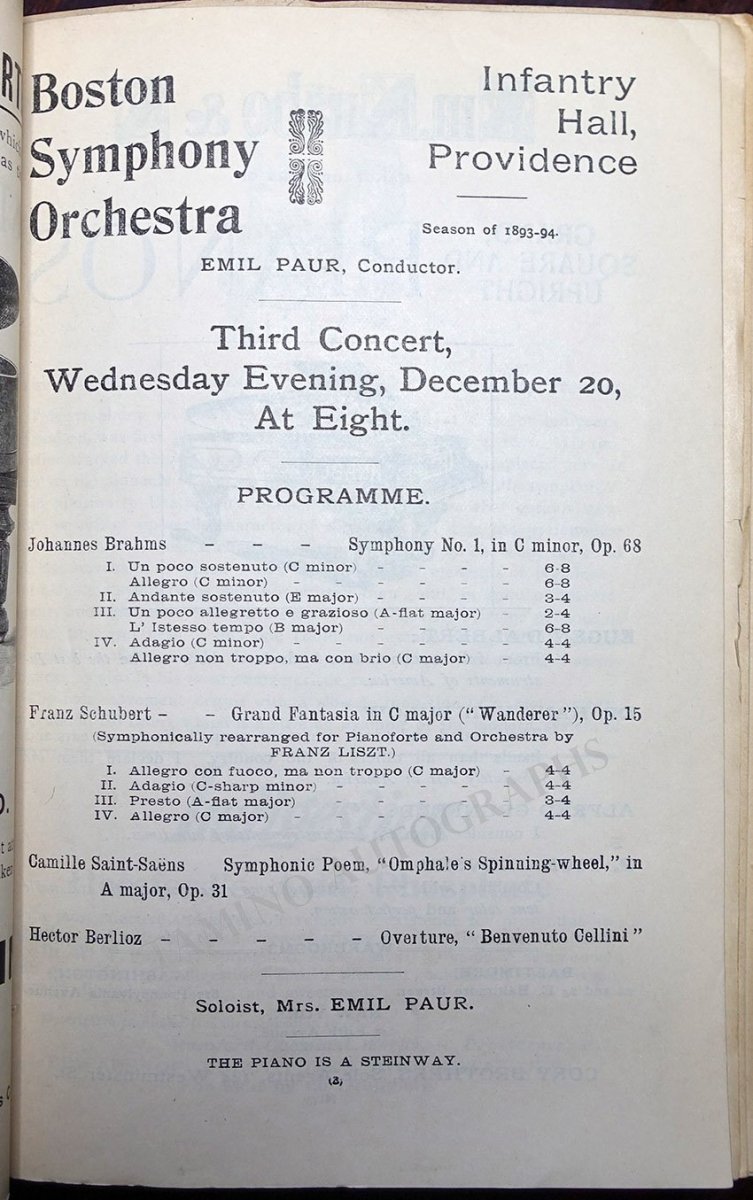 Boston
Symphony
Orchestra
Infantry
Hall,
Providence
Season of 1893-94.
EMIL PAUR, Conductor.
Third Concert,
Wednesday Evening, December 20,
At Eight.
PROGRAMME.
Johannes Brahms - - - Symphony No. 1, in C minor, Op. 68
I. Un poco sostenuto (C minor) - - - - 6-8
Allegro (C minor) - - - - - - 6-8
II. Andante sostenuto (E major) - - - - 3-4
III. Un poco allegretto e grazioso (A-flat major) - 2-4
L' Istesso tempo (B major) - - - - 6-8
IV. Adagio (C minor) - - - - - - 4-4
Allegro non troppo, ma con brio (C major) - 4-4
Franz Schubert - - Grand Fantasia in C major ("Wanderer"), Op. 15
(Symphonically rearranged for Pianoforte and Orchestra by
FRANZ LISZT.)
I. Allegro con fuoco, ma non troppo (C major) - 4-4
II. Adagio (C-sharp minor) - - - - - 4-4
III. Presto (A-flat major) - - - - - 3-4
IV. Allegro (C major) - - - - - - 4-4
Camille Saint-Saëns Symphonic Poem, "Omphale's Spinning-wheel," in
A major, Op. 31
Hector Berlioz - - - - - Overture, "Benvenuto Cellini"
Soloist, Mrs. EMIL PAUR.
THE PIANO IS A STEINWAY.
(3)
TAMINO AUTOGRAPHS